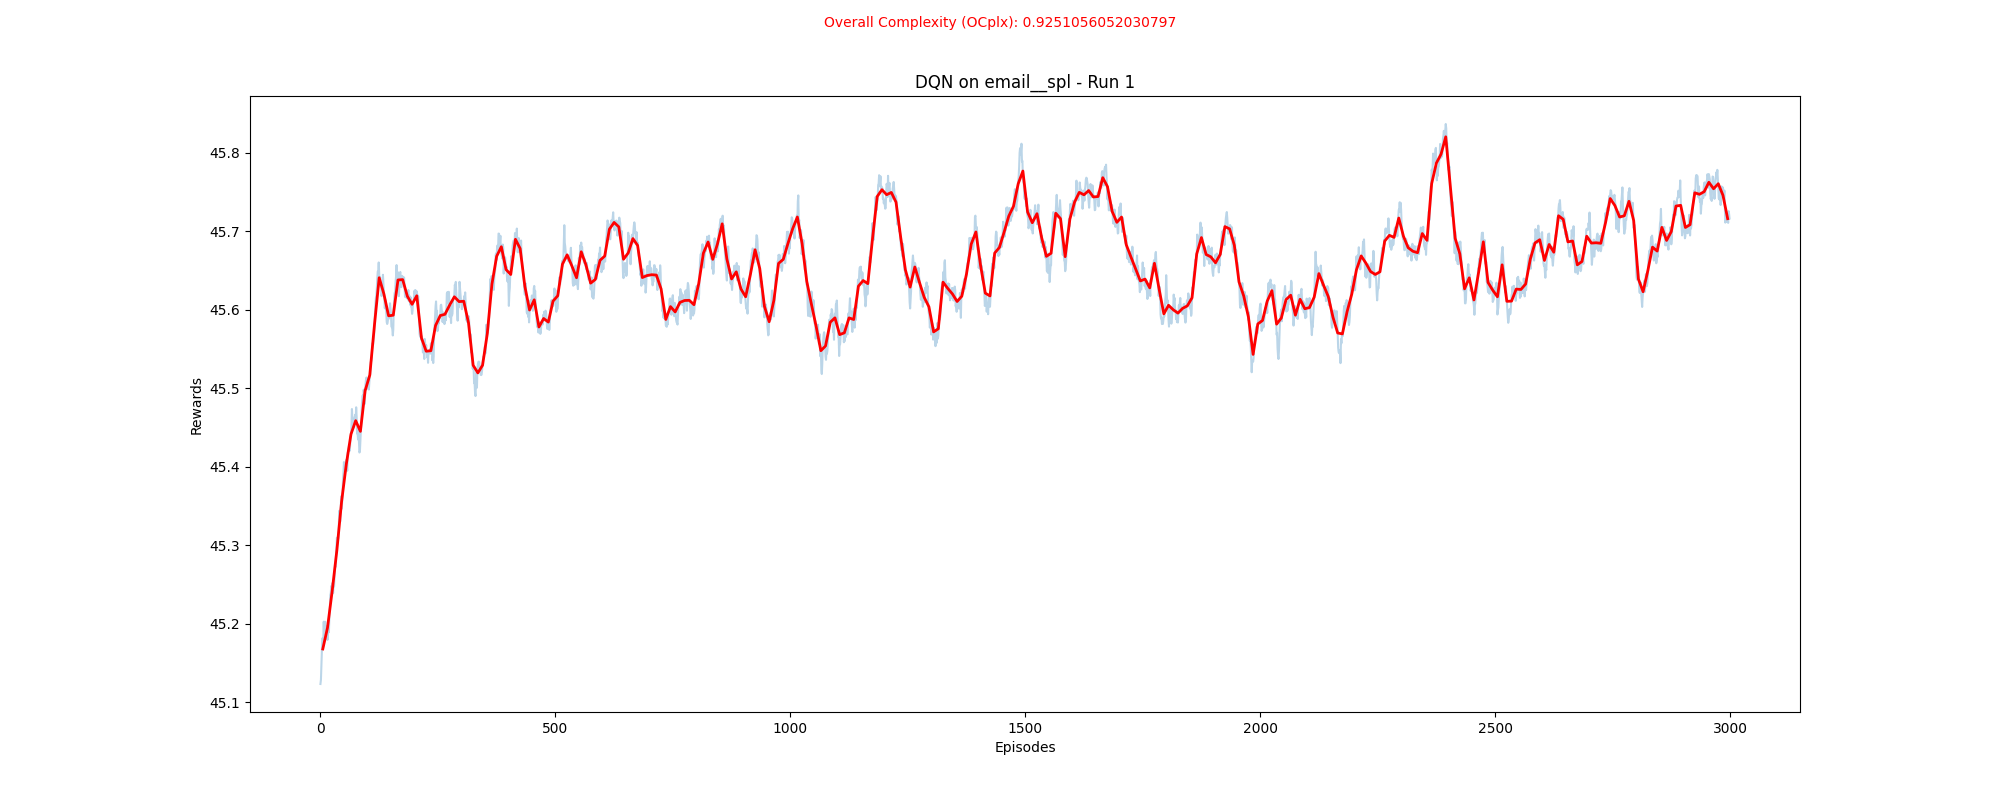 Overall Complexity (OCplx): 0.9251056052030797
DQN on email__spl - Run 1
45.8
45.7
45.6
45.5
45.4
45.3
45.2
45.1
Rewards
0 500 1000 1500 2000 2500 3000
Episodes